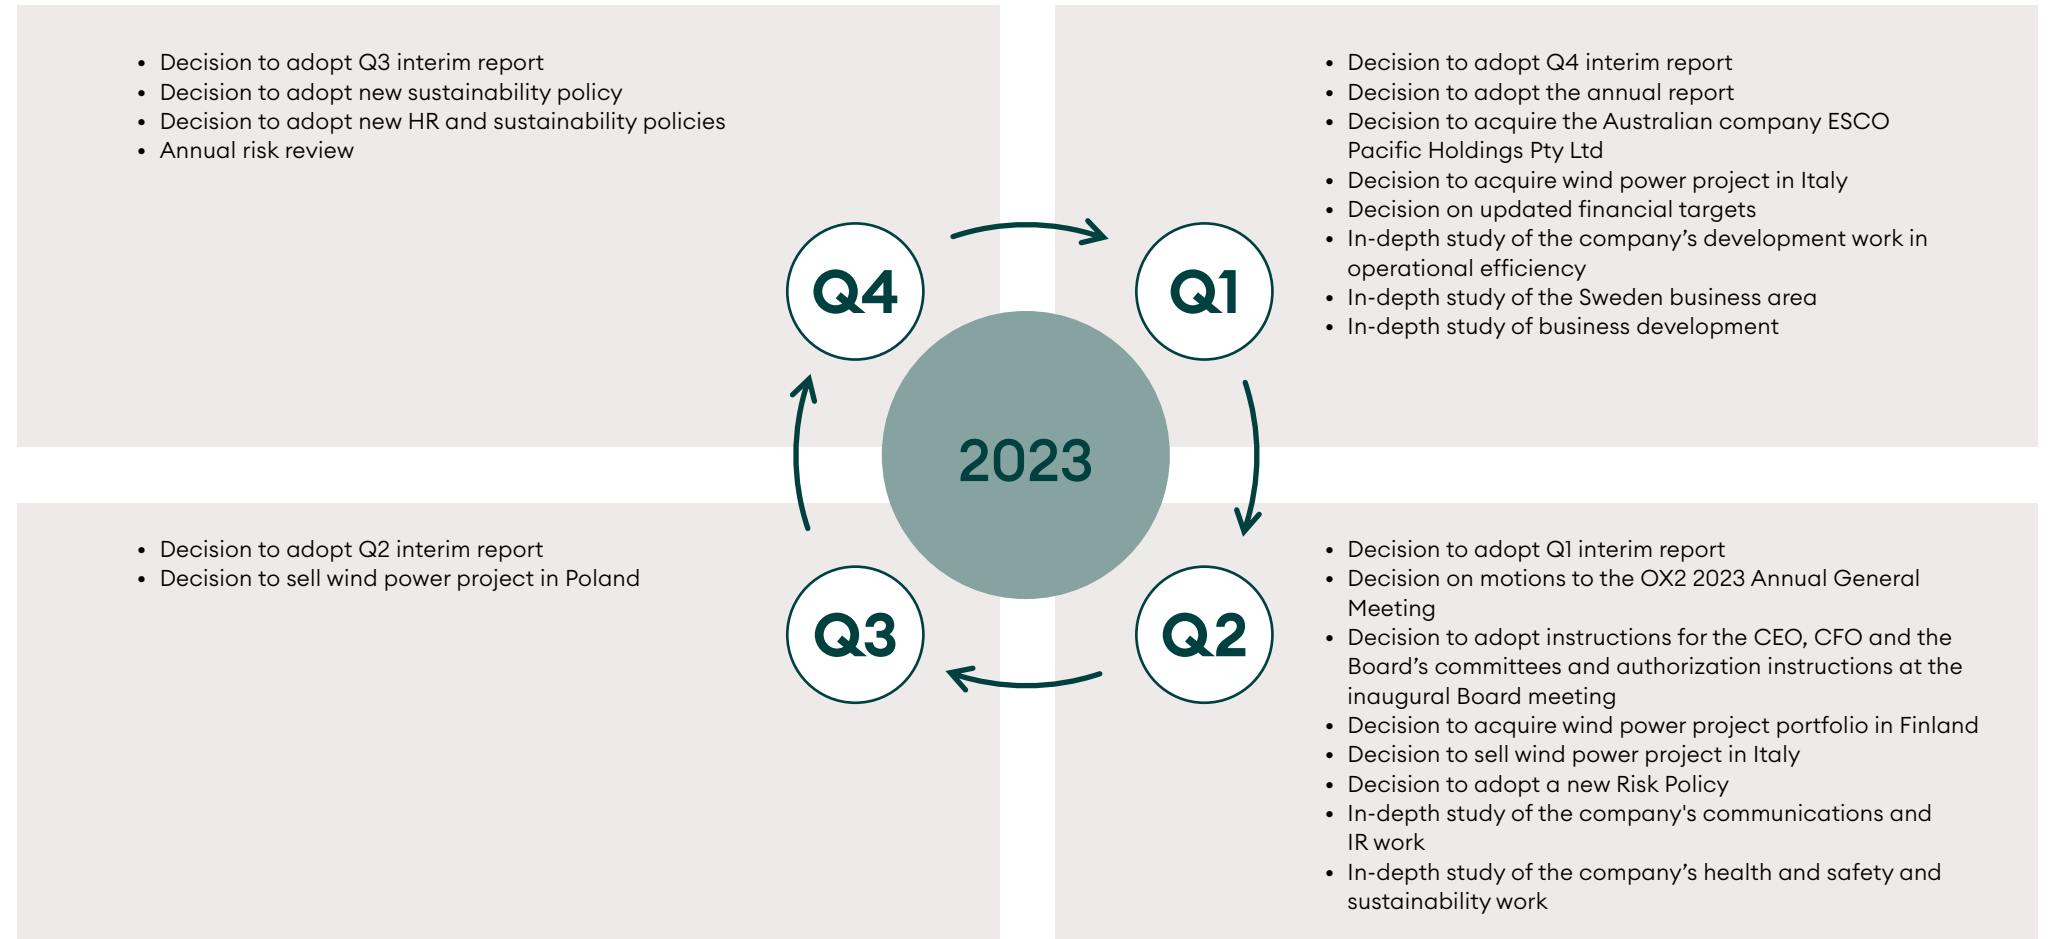 • Decision to adopt Q3 interim report
• Decision to adopt new sustainability policy
• Decision to adopt new HR and sustainability policies
• Annual risk review
Q4
• Decision to adopt Q4 interim report
• Decision to adopt the annual report
• Decision to acquire the Australian company ESCO
Pacific Holdings Pty Ltd
• Decision to acquire wind power project in Italy
• Decision on updated financial targets
• In-depth study of the company’s development work in
operational efficiency
• In-depth study of the Sweden business area
• In-depth study of business development
Q1
2023
• Decision to adopt Q2 interim report
• Decision to sell wind power project in Poland
Q3
• Decision to adopt Q1 interim report
• Decision on motions to the OX2 2023 Annual General
Meeting
• Decision to adopt instructions for the CEO, CFO and the
Board’s committees and authorization instructions at the
inaugural Board meeting
• Decision to acquire wind power project portfolio in Finland
• Decision to sell wind power project in Italy
• Decision to adopt a new Risk Policy
• In-depth study of the company's communications and
IR work
• In-depth study of the company’s health and safety and
sustainability work
Q2